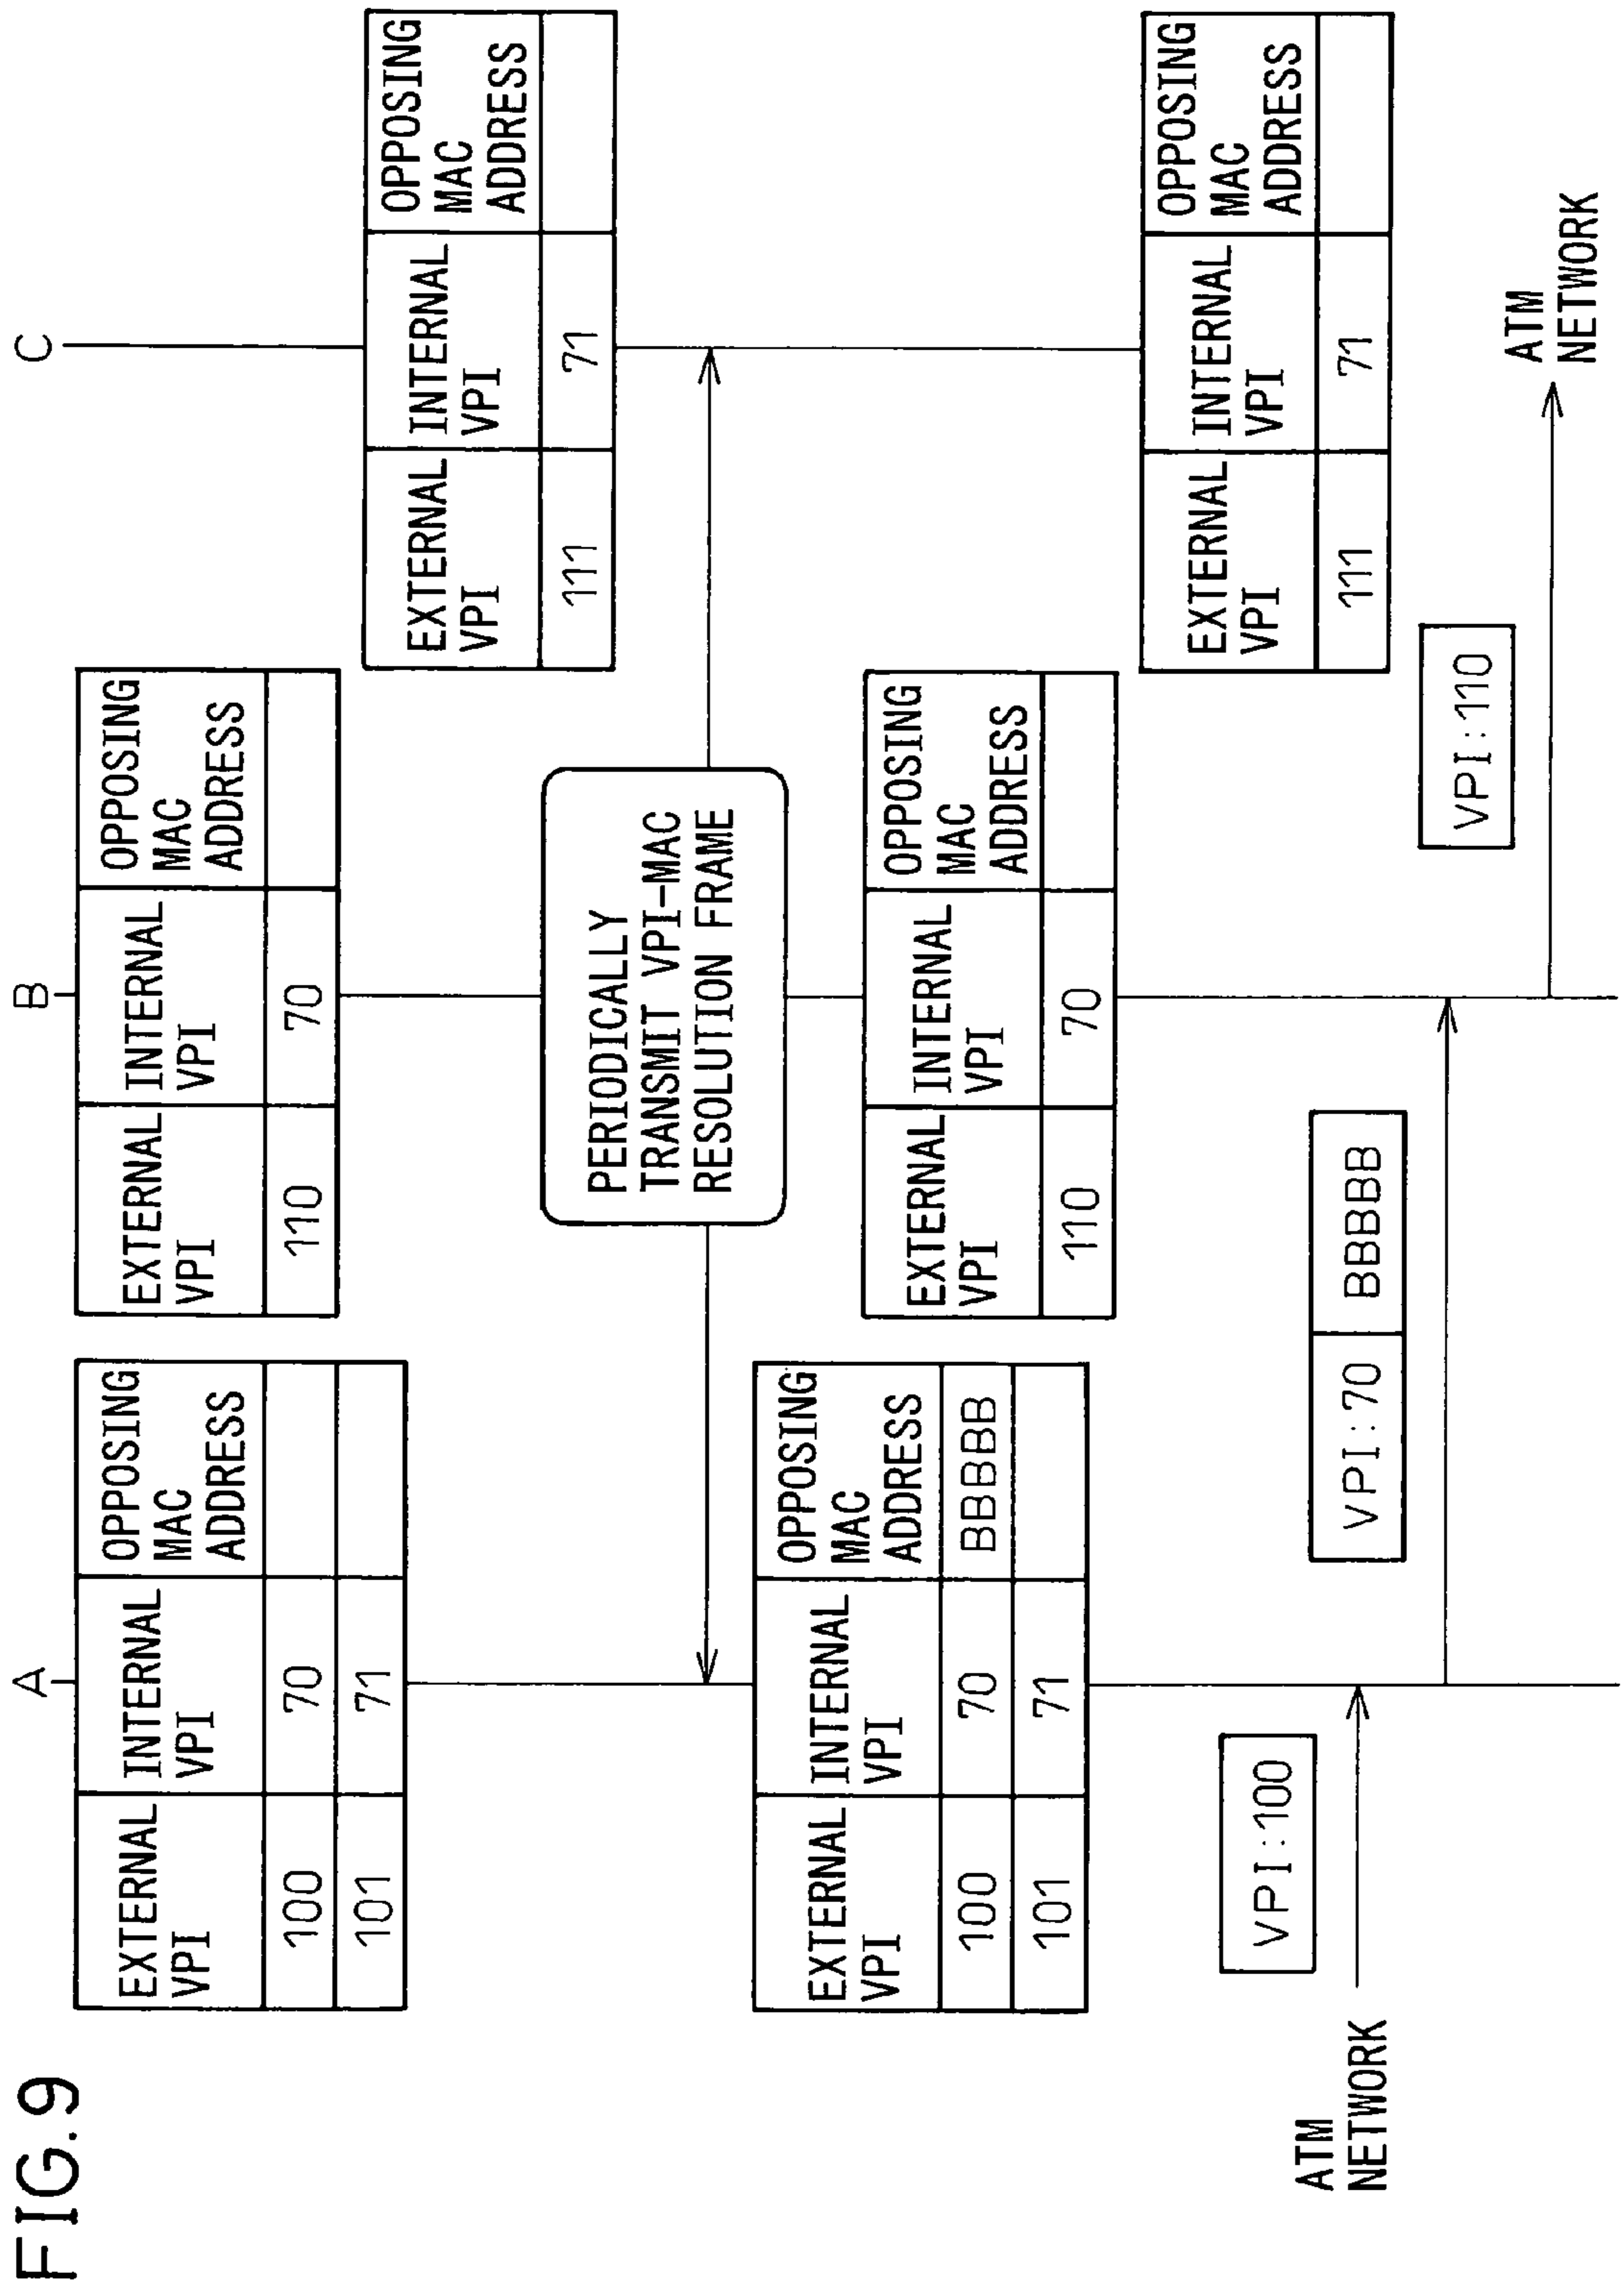 FIG.9
A
B
C
EXTERNAL VPI
INTERNAL VPI
OPPOSING MAC ADDRESS
100
70
101
71
EXTERNAL VPI
INTERNAL VPI
OPPOSING MAC ADDRESS
110
70
EXTERNAL VPI
INTERNAL VPI
OPPOSING MAC ADDRESS
111
71
PERIODICALLY
TRANSMIT VPI-MAC
RESOLUTION FRAME
EXTERNAL VPI
INTERNAL VPI
OPPOSING MAC ADDRESS
100
70
BBBBB
101
71
EXTERNAL VPI
INTERNAL VPI
OPPOSING MAC ADDRESS
110
70
EXTERNAL VPI
INTERNAL VPI
OPPOSING MAC ADDRESS
111
71
ATM
NETWORK
VPI:100
VPI:70
BBBBB
VPI:110
ATM
NETWORK